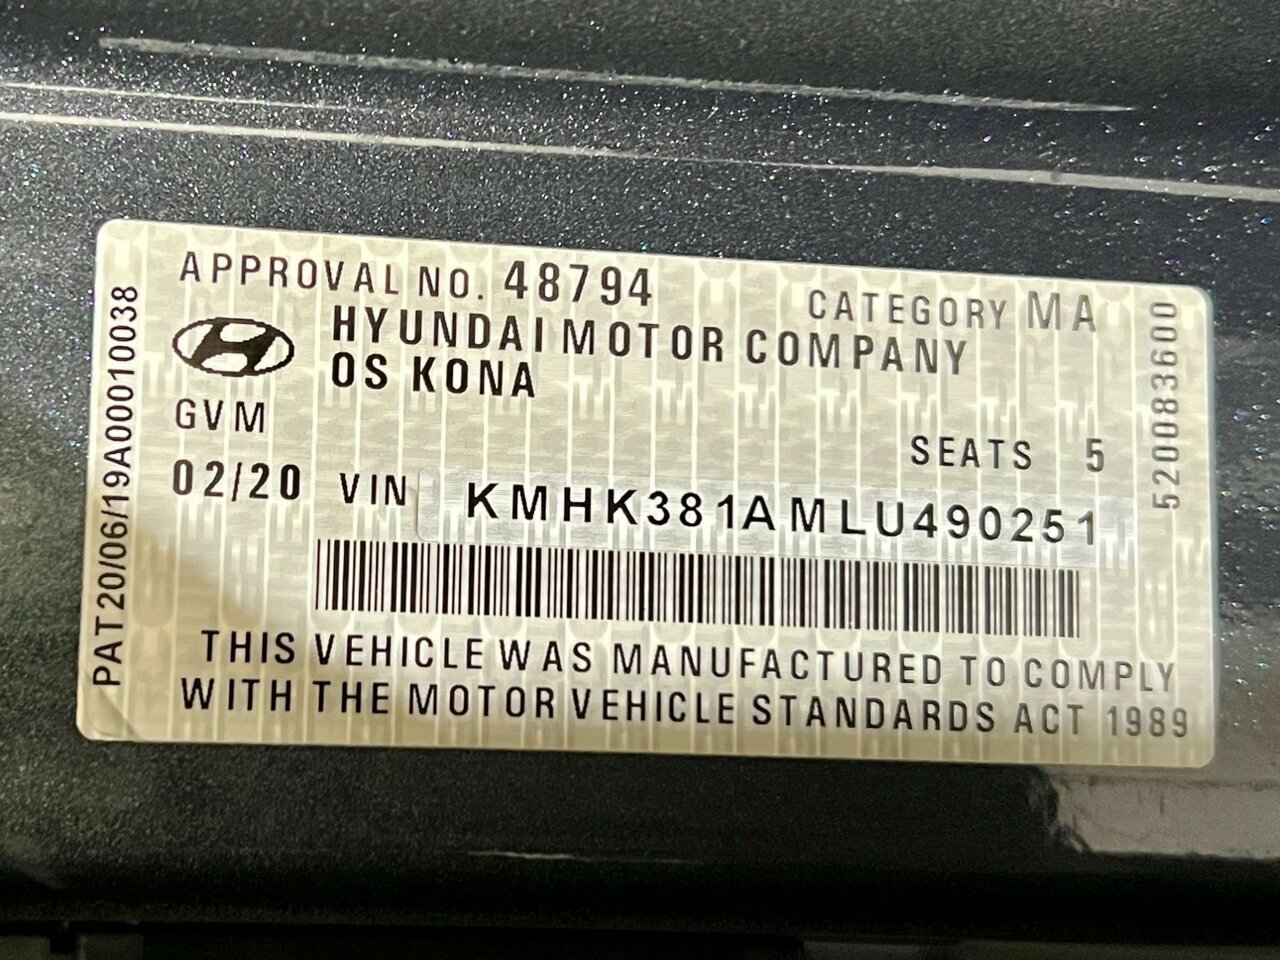 APPROVAL NO. 48794
CATEGORY MA
HYUNDAI MOTOR COMPANY
OS KONA
GVM
SEATS 5
02/20 VIN KMHK381AMLU490251
THIS VEHICLE WAS MANUFACTURED TO COMPLY
WITH THE MOTOR VEHICLE STANDARDS ACT 1989
PAT20/06/19A00010038
520083600